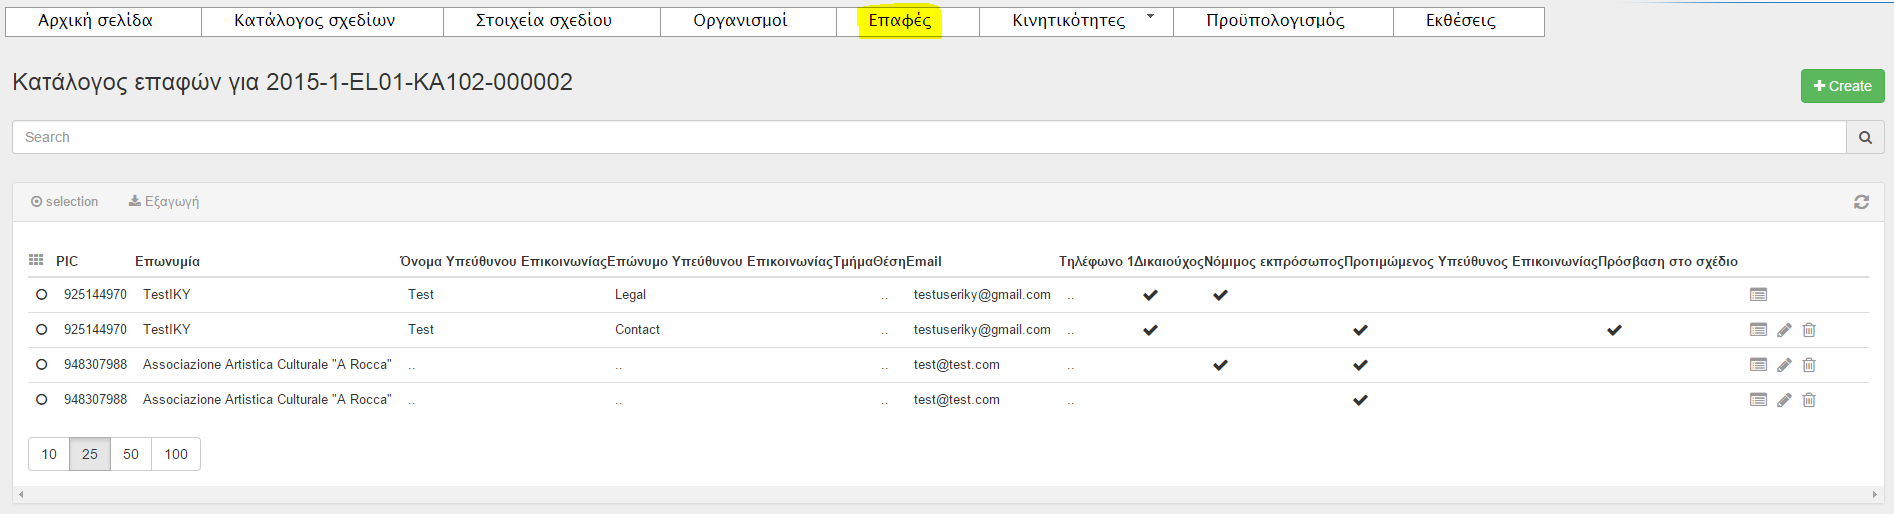 Αρχική σελίδα Κατάλογος σχεδίων Στοιχεία σχεδίου Οργανισμοί Επαφές Κινητικότητες Προϋπολογισμός Εκθέσεις
Κατάλογος επαφών για 2015-1-EL01-KA102-000002
Create
Search
selection Εξαγωγή
PIC Επωνυμία Όνομα Υπεύθυνου Επικοινωνίας Επώνυμο Υπεύθυνου Επικοινωνίας Τμήμα Θέση Email Τηλέφωνο 1 Δικαιούχος Νόμιμος εκπρόσωπος Προτιμώμενος Υπεύθυνος Επικοινωνίας Πρόσβαση στο σχέδιο
925144970 TestIKY Test Legal .. testuseriky@gmail.com ..
925144970 TestIKY Test Contact .. testuseriky@gmail.com ..
948307988 Associazione Artistica Culturale "A Rocca" .. .. .. test@test.com ..
948307988 Associazione Artistica Culturale "A Rocca" .. .. .. test@test.com ..
10 25 50 100